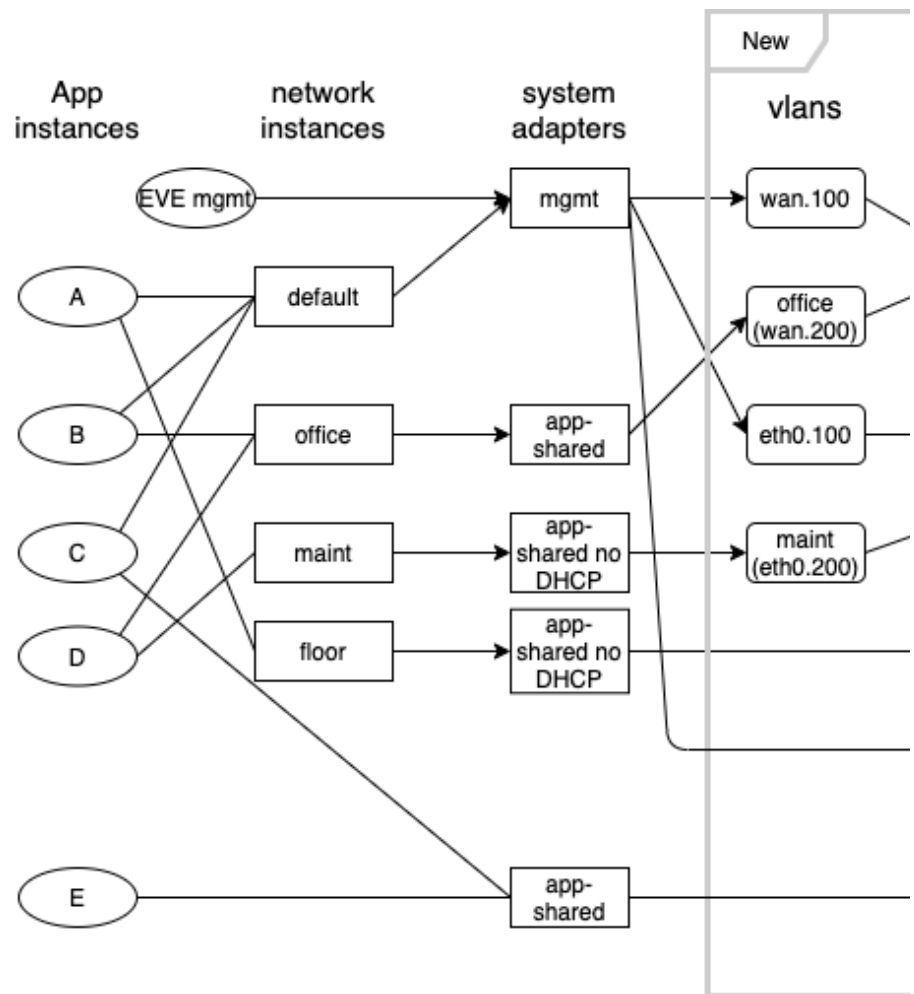 New
App
instances
network
instances
system
adapters
vlans
EVE mgmt
mgmt
wan.100
A
default
office
(wan.200)
B
office
app-
shared
eth0.100
C
maint
app-
shared no
DHCP
maint
(eth0.200)
D
floor
app-
shared no
DHCP
E
app-
shared